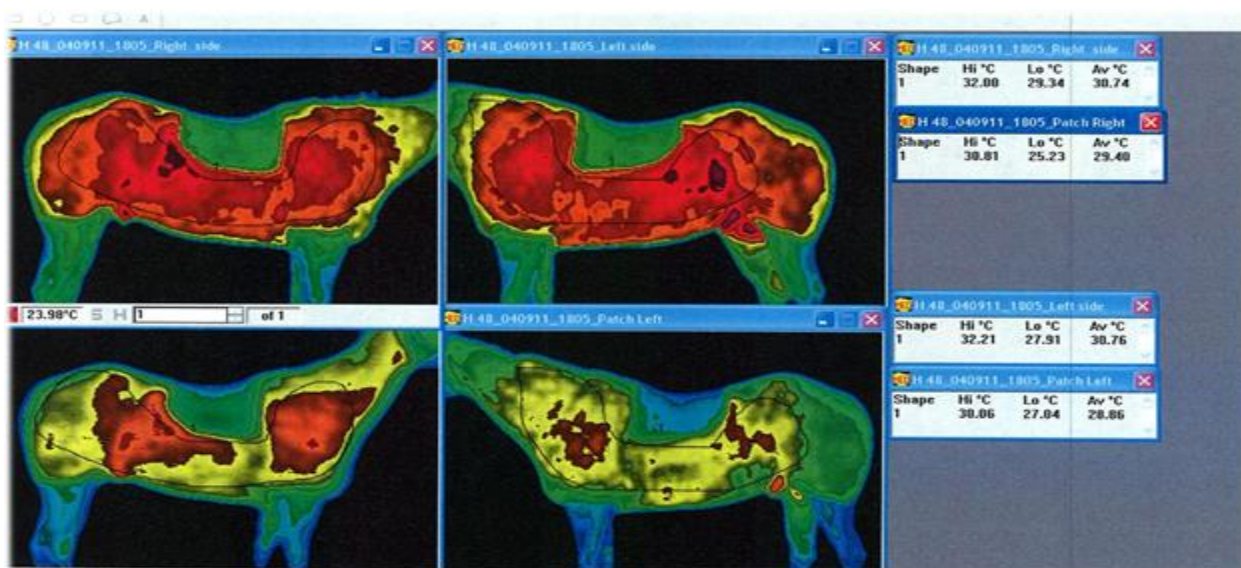 A
H 48_040911_1805_Right side
H 48_040911_1805_Left side
H 48_040911_1805_Right side
Shape Hi °C Lo °C Av °C
1 32.00 29.34 30.74
H 48_040911_1805_Patch Right
Shape Hi °C Lo °C Av °C
1 30.81 25.23 29.40
23.98°C S H 1 of 1
H 48_040911_1805_Patch Left
H 48_040911_1805_Left side
Shape Hi °C Lo °C Av °C
1 32.21 27.91 30.76
H 48_040911_1805_Patch Left
Shape Hi °C Lo °C Av °C
1 30.06 27.04 28.86